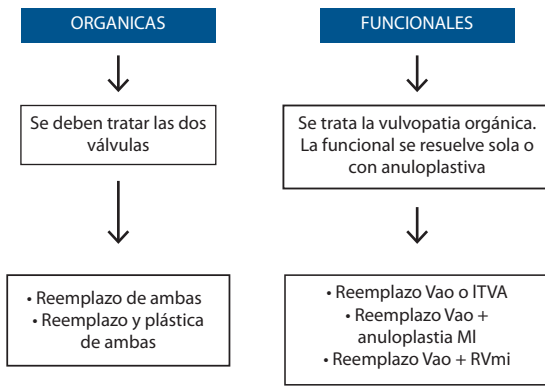 ORGANICAS
Se deben tratar las dos
válvulas
• Reemplazo de ambas
• Reemplazo y plástica
de ambas
FUNCIONALES
Se trata la vulvopatia orgánica.
La funcional se resuelve sola o
con anuloplastiva
• Reemplazo Vao o lTVA
• Reemplazo Vao +
anuloplastia MI
• Reemplazo Vao + RVmi